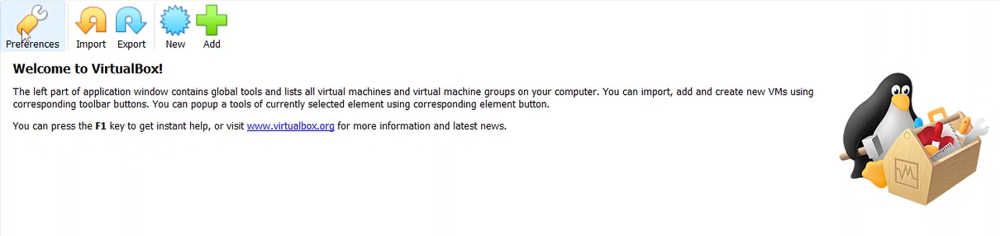 Preferences Import Export New Add
Welcome to VirtualBox!
The left part of application window contains global tools and lists all virtual machines and virtual machine groups on your computer. You can import, add and create new VMs using
corresponding toolbar buttons. You can popup a tools of currently selected element using corresponding element button.
You can press the F1 key to get instant help, or visit www.virtualbox.org for more information and latest news.